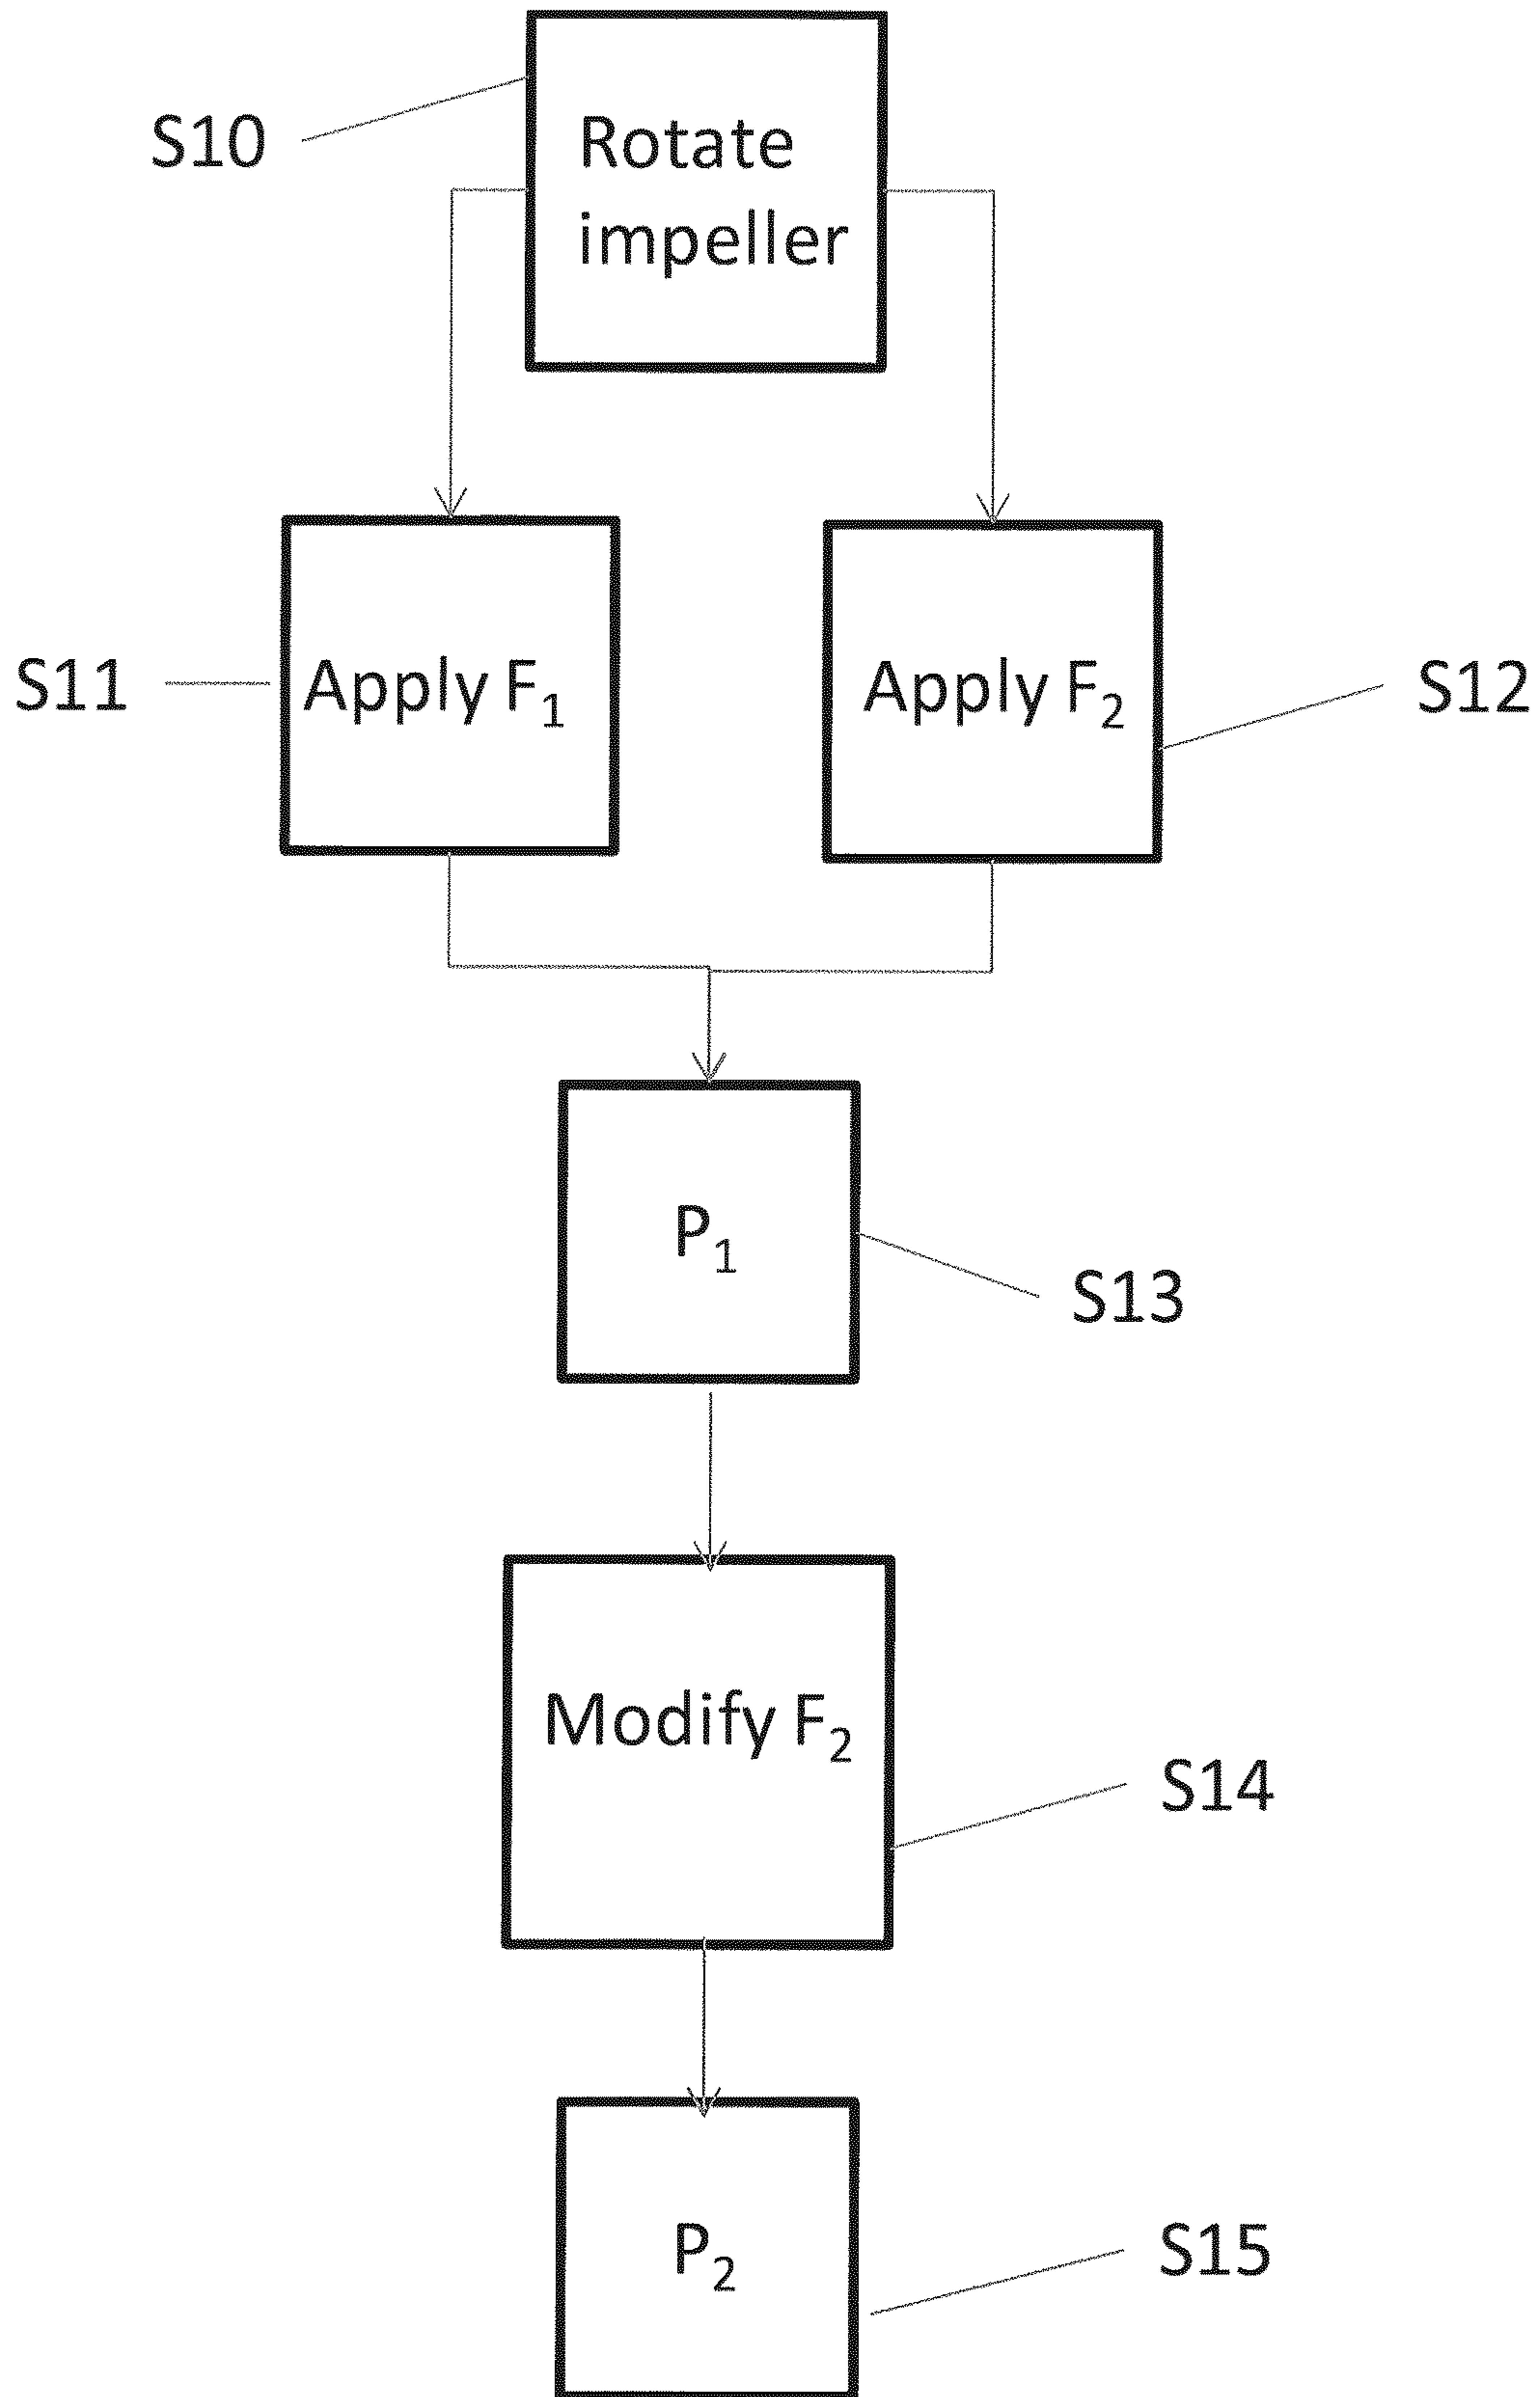 S10
Rotate
impeller
S11
Apply F₁
Apply F₂
S12
P₁
S13
Modify F₂
S14
P₂
S15